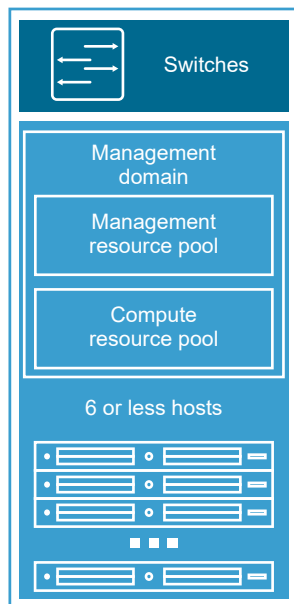 Switches
Management
domain
Management
resource pool
Compute
resource pool
6 or less hosts